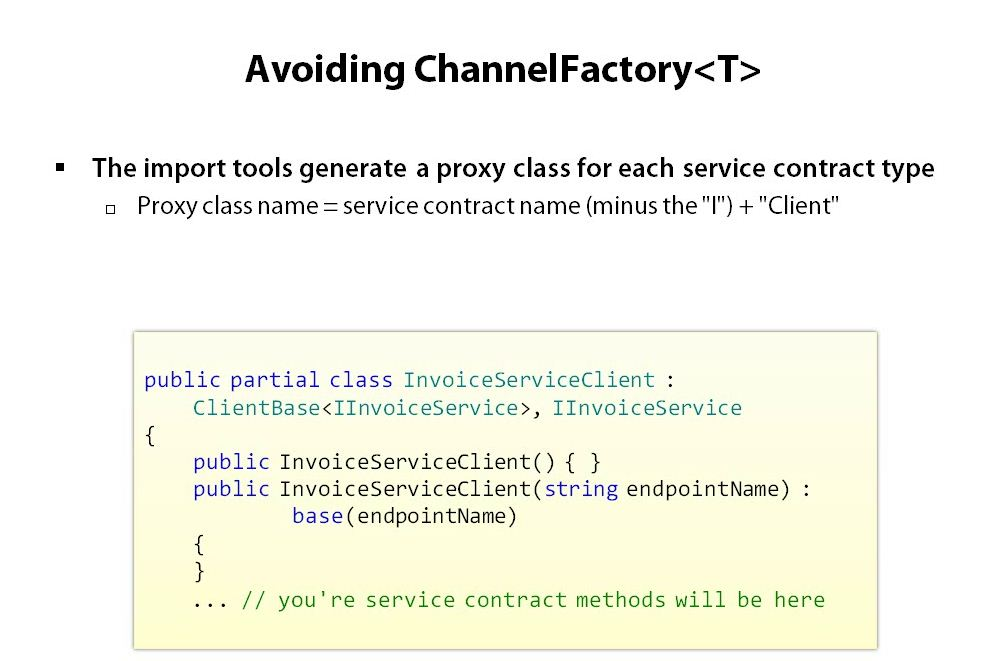 Avoiding ChannelFactory<T>
▪ The import tools generate a proxy class for each service contract type
▫ Proxy class name = service contract name (minus the "I") + "Client"
public partial class InvoiceServiceClient :
ClientBase<IInvoiceService>, IInvoiceService
{
public InvoiceServiceClient() { }
public InvoiceServiceClient(string endpointName) :
base(endpointName)
{
}
... // you're service contract methods will be here